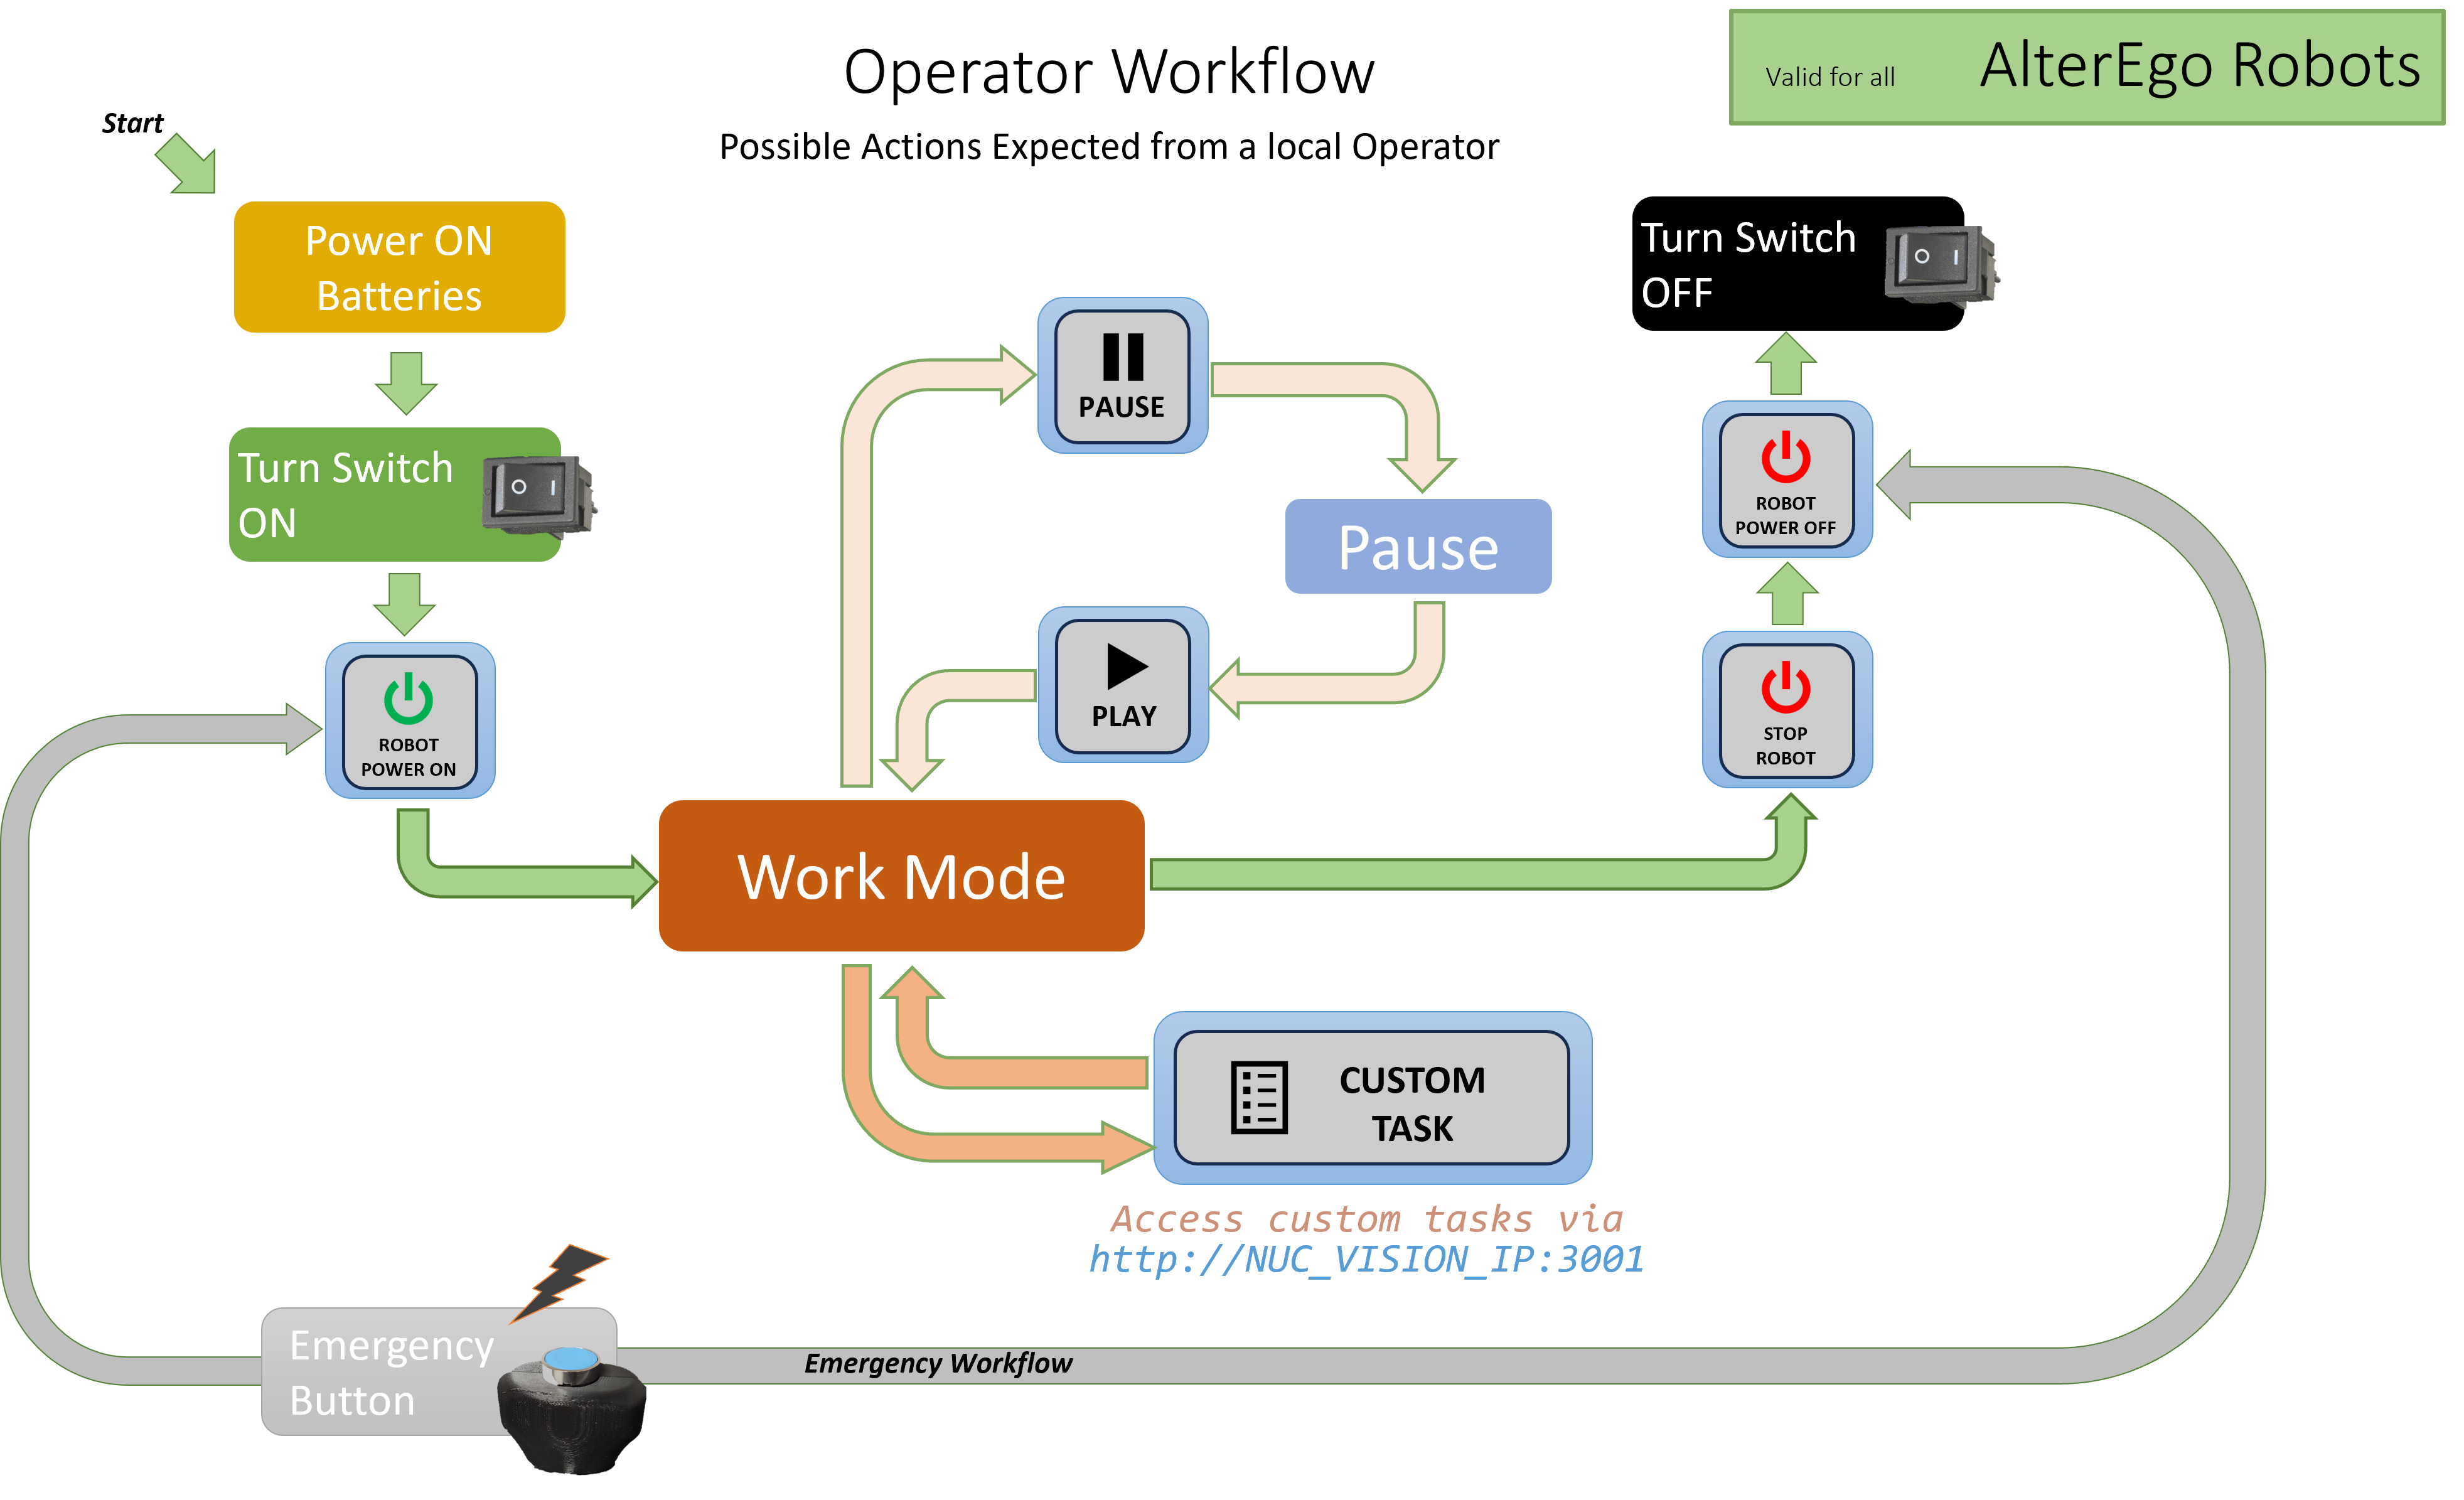 Operator Workflow
Possible Actions Expected from a local Operator
Valid for all AlterEgo Robots
Start
Power ON
Batteries
Turn Switch
ON
ROBOT
POWER ON
PAUSE
Pause
PLAY
Work Mode
Turn Switch
OFF
ROBOT
POWER OFF
STOP
ROBOT
CUSTOM
TASK
Access custom tasks via
http://NUC_VISION_IP:3001
Emergency
Button
Emergency Workflow